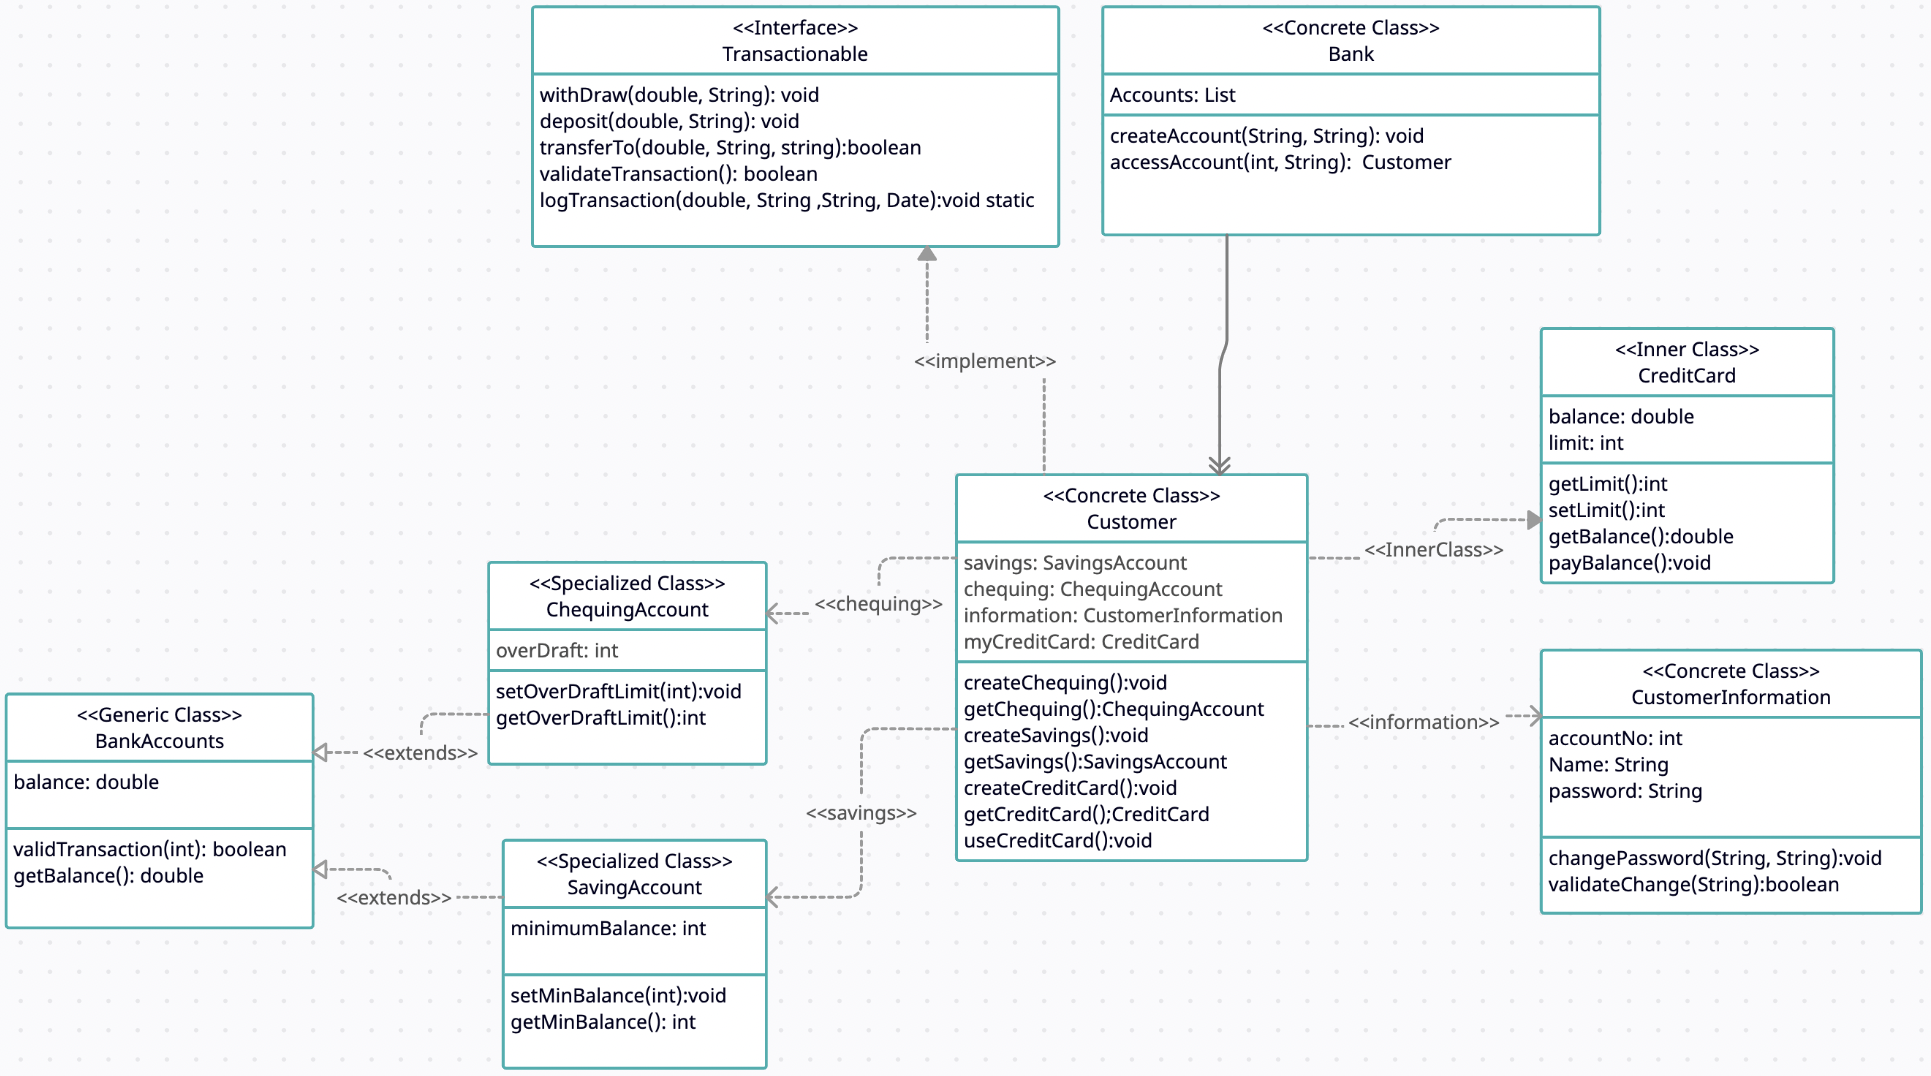 <<Interface>>
Transactionable
withDraw(double, String): void
deposit(double, String): void
transferTo(double, String, string):boolean
validateTransaction(): boolean
logTransaction(double, String ,String, Date):void static
<<Concrete Class>>
Bank
Accounts: List
createAccount(String, String): void
accessAccount(int, String):  Customer
<<implement>>
<<Inner Class>>
CreditCard
balance: double
limit: int
getLimit():int
setLimit():int
getBalance():double
payBalance():void
<<Concrete Class>>
Customer
savings: SavingsAccount
chequing: ChequingAccount
information: CustomerInformation
myCreditCard: CreditCard
createChequing():void
getChequing():ChequingAccount
createSavings():void
getSavings():SavingsAccount
createCreditCard():void
getCreditCard();CreditCard
useCreditCard():void
<<InnerClass>>
<<chequing>>
<<Specialized Class>>
ChequingAccount
overDraft: int
setOverDraftLimit(int):void
getOverDraftLimit():int
<<information>>
<<Concrete Class>>
CustomerInformation
accountNo: int
Name: String
password: String
changePassword(String, String):void
validateChange(String):boolean
<<Generic Class>>
BankAccounts
balance: double
validTransaction(int): boolean
getBalance(): double
<<extends>>
<<savings>>
<<extends>>
<<Specialized Class>>
SavingAccount
minimumBalance: int
setMinBalance(int):void
getMinBalance(): int